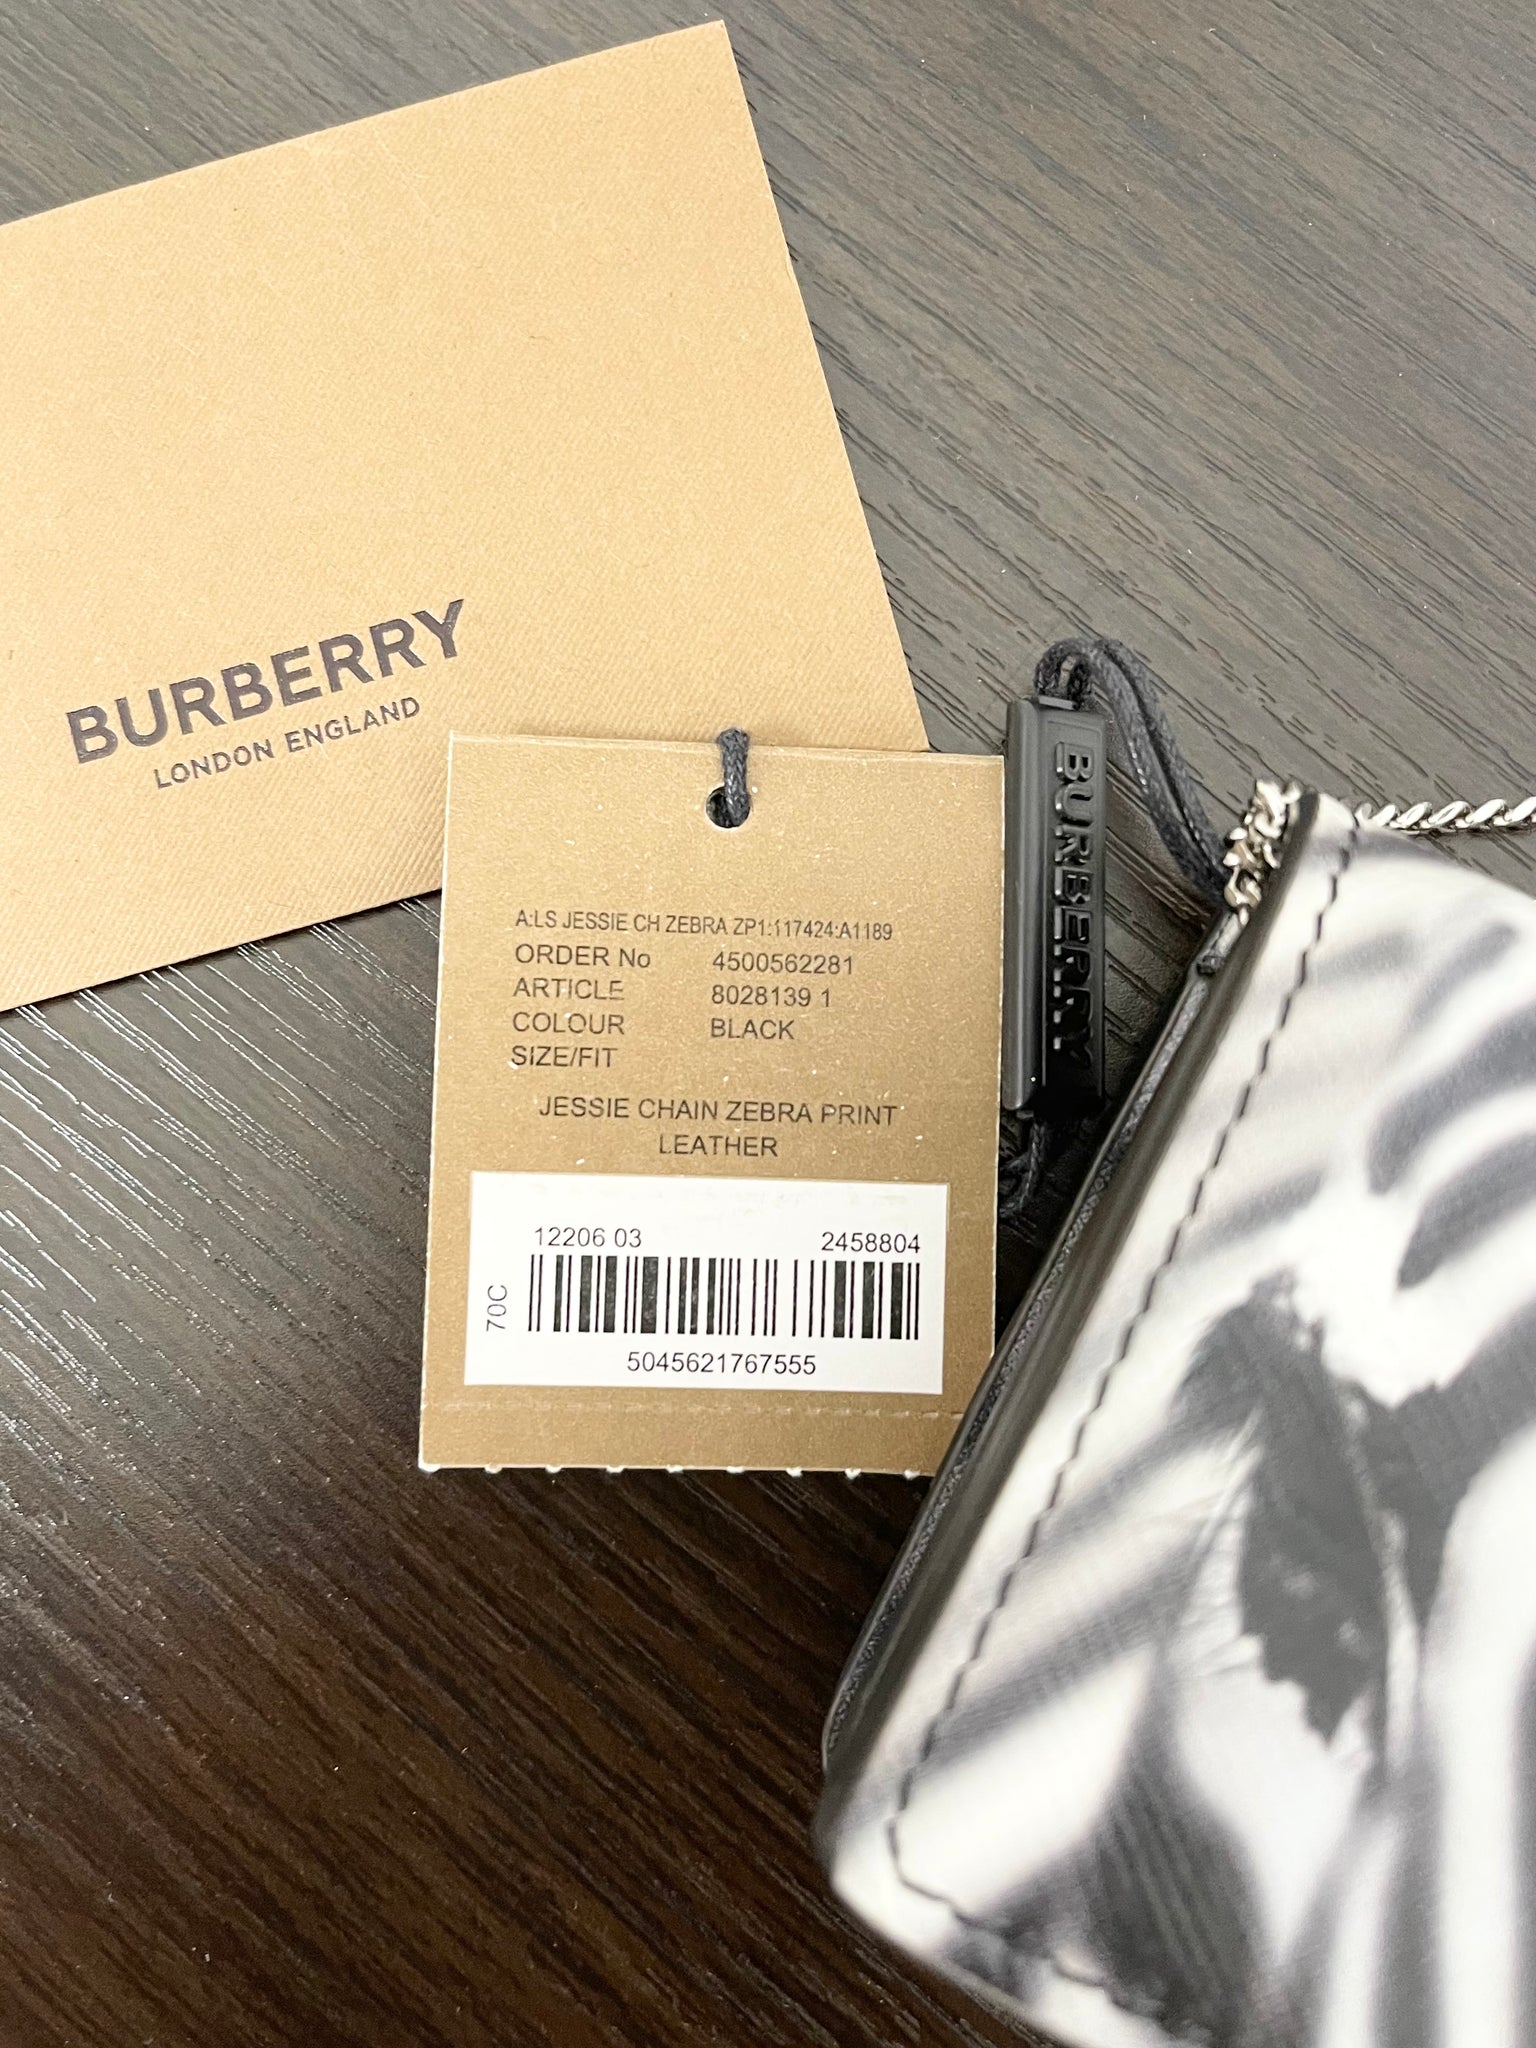 BURBERRY
LONDON ENGLAND
BURBERRY
A:LS JESSIE CH ZEBRA ZP1:117424:A1189
ORDER No 4500562281
ARTICLE 8028139 1
COLOUR BLACK
SIZE/FIT
JESSIE CHAIN ZEBRA PRINT
LEATHER
12206 03 2458804
70C
5045621767555